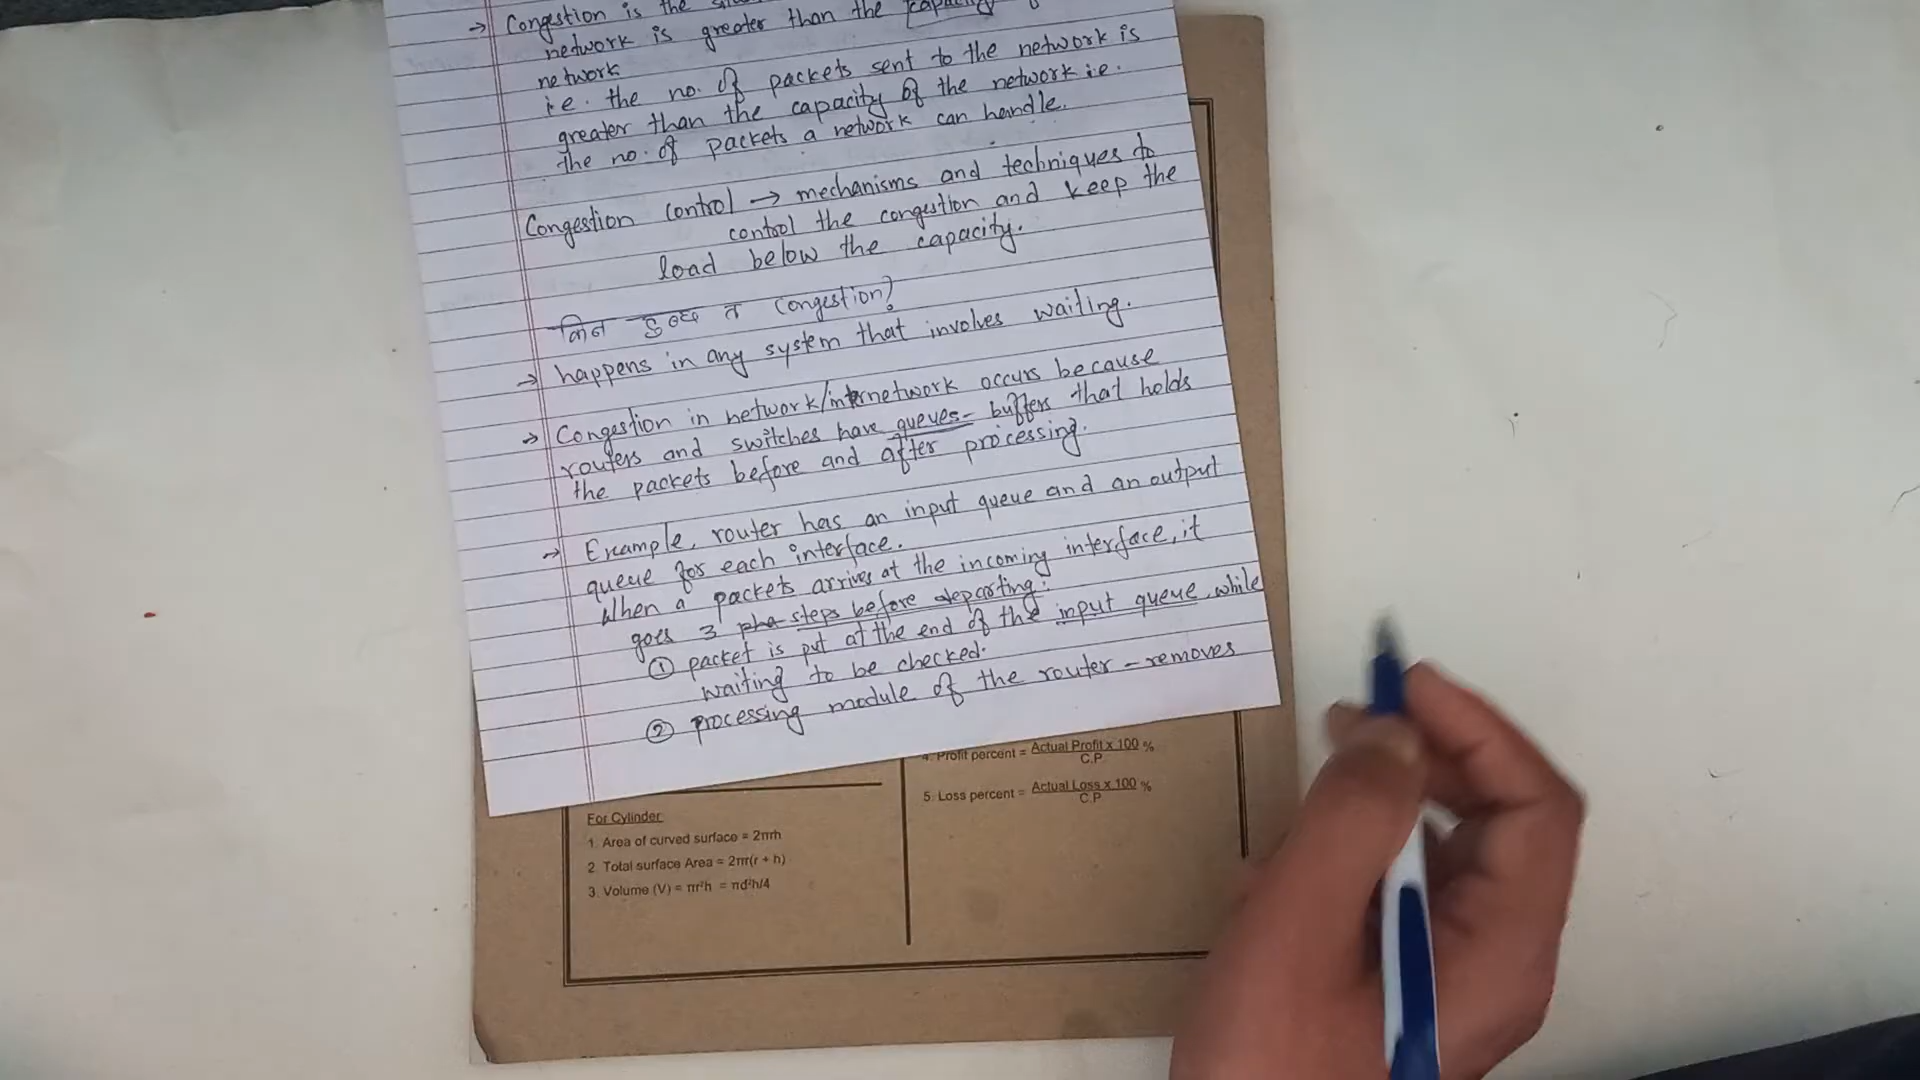 → Congestion is the
network is greater than the capacity
network
i.e. the no. of packets sent to the network is
greater than the capacity of the network i.e.
the no. of packets a network can handle.
Congestion control → mechanisms and techniques to
control the congestion and keep the
load below the capacity.
किन हुन्छ त congestion?
→ happens in any system that involves waiting.
→ Congestion in network/internetwork occurs because
routers and switches have queues - buffers that holds
the packets before and after processing.
→ Example, router has an input queue and an output
queue for each interface.
When a packets arrives at the incoming interface, it
goes 3 pha steps before departing:
① packet is put at the end of the input queue, while
waiting to be checked.
② processing module of the router - removes
4. Profit percent = Actual Profit x 100 %
C.P.
5. Loss percent = Actual Loss x 100 %
C.P
For Cylinder
1. Area of curved surface = 2πrh
2. Total surface Area = 2πr(r + h)
3. Volume (V) = πr²h = πd²h/4